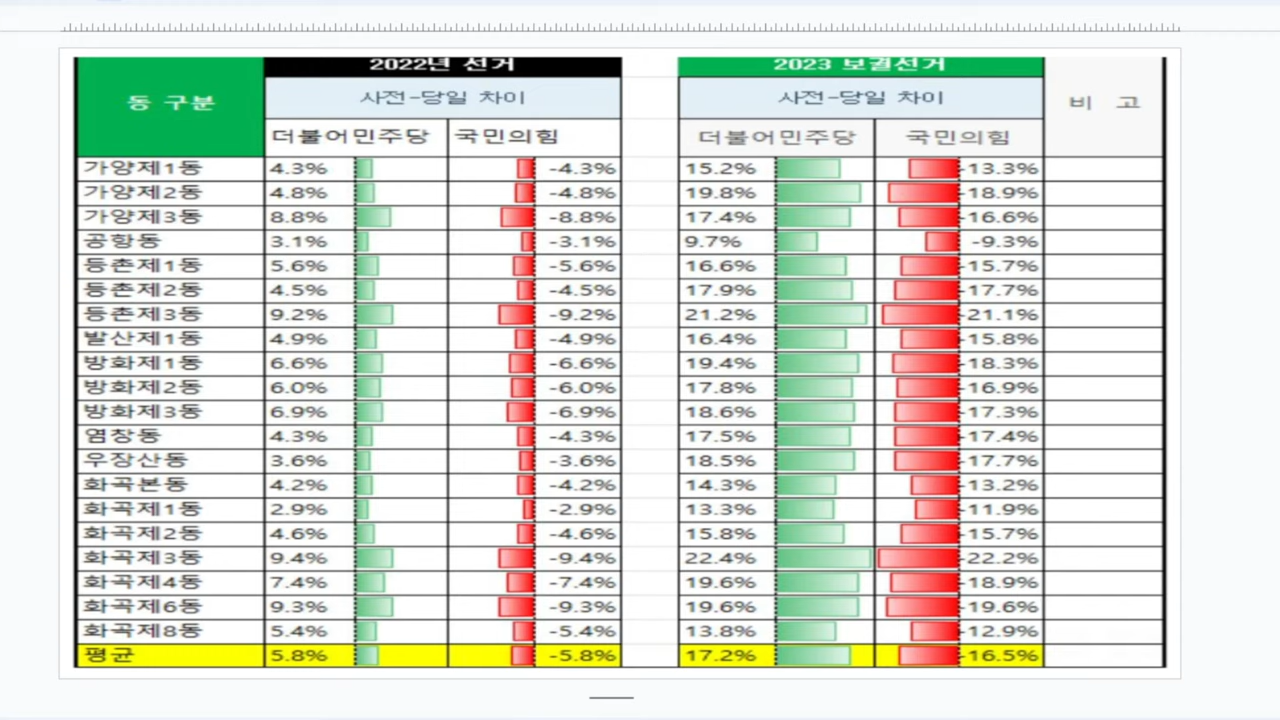 2022년 선거 2023 보궐선거
동 구분 사전-당일 차이 사전-당일 차이 비 고
더불어민주당 국민의힘 더불어민주당 국민의힘
가양제1동 4.3% -4.3% 15.2% -13.3%
가양제2동 4.8% -4.8% 19.8% -18.9%
가양제3동 8.8% -8.8% 17.4% -16.6%
공항동 3.1% -3.1% 9.7% -9.3%
등촌제1동 5.6% -5.6% 16.6% -15.7%
등촌제2동 4.5% -4.5% 17.9% -17.7%
등촌제3동 9.2% -9.2% 21.2% -21.1%
발산제1동 4.9% -4.9% 16.4% -15.8%
방화제1동 6.6% -6.6% 19.4% -18.3%
방화제2동 6.0% -6.0% 17.8% -16.9%
방화제3동 6.9% -6.9% 18.6% -17.3%
염창동 4.3% -4.3% 17.5% -17.4%
우장산동 3.6% -3.6% 18.5% -17.7%
화곡본동 4.2% -4.2% 14.3% -13.2%
화곡제1동 2.9% -2.9% 13.3% -11.9%
화곡제2동 4.6% -4.6% 15.8% -15.7%
화곡제3동 9.4% -9.4% 22.4% -22.2%
화곡제4동 7.4% -7.4% 19.6% -18.9%
화곡제6동 9.3% -9.3% 19.6% -19.6%
화곡제8동 5.4% -5.4% 13.8% -12.9%
평균 5.8% -5.8% 17.2% -16.5%